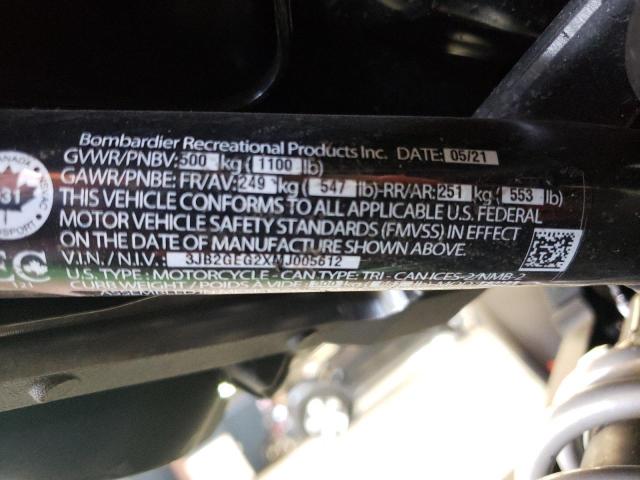 Bombardier Recreational Products Inc. DATE: 05/21
GVWR/PNBV: 500 kg ( 1100 lb)
GAWR/PNBE: FR/AV: 249 kg ( 547 lb)-RR/AR: 251 kg ( 553 lb)
THIS VEHICLE CONFORMS TO ALL APPLICABLE U.S. FEDERAL
MOTOR VEHICLE SAFETY STANDARDS (FMVSS) IN EFFECT
ON THE DATE OF MANUFACTURE SHOWN ABOVE.
V.I.N./ N.I.V.: 3JB2GEG2XMJ005612
U.S. TYPE: MOTORCYCLE - CAN TYPE: TRI - CAN ICES-2/NMB-2
CURB WEIGHT / POIDS À VIDE